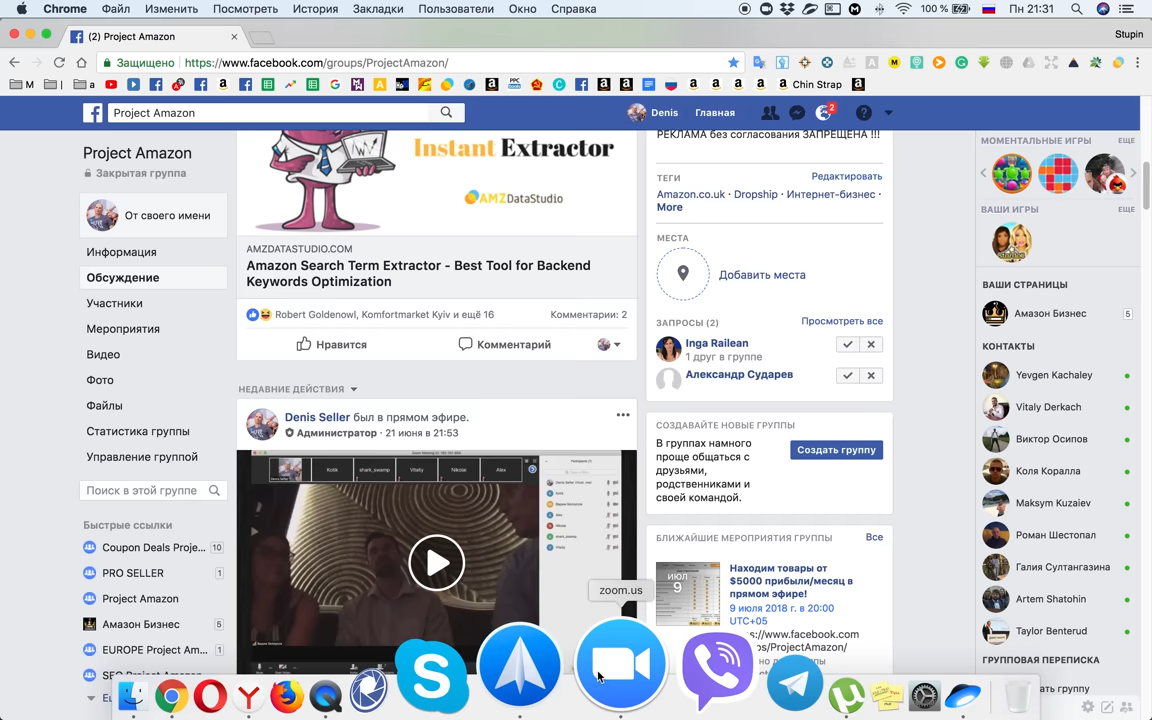 Chrome Файл Изменить Посмотреть История Закладки Пользователи Окно Справка 100 % Пн 21:31
(2) Project Amazon Stupin
Защищено https://www.facebook.com/groups/ProjectAmazon/
M a Chin Strap
Project Amazon Denis Главная 2
Project Amazon
Закрытая группа
От своего имени
Информация
Обсуждение
Участники
Мероприятия
Видео
Фото
Файлы
Статистика группы
Управление группой
Поиск в этой группе
Быстрые ссылки
Coupon Deals Proje... 10
PRO SELLER 1
Project Amazon
Амазон Бизнес 5
EUROPE Project Am... 1
Instant Extractor
AMZDataStudio
AMZDATASTUDIO.COM
Amazon Search Term Extractor - Best Tool for Backend
Keywords Optimization
Robert Goldenowl, Komfortmarket Kyiv и ещё 16 Комментарии: 2
Нравится Комментарий
НЕДАВНИЕ ДЕЙСТВИЯ
Denis Seller был в прямом эфире.
Администратор · 21 июня в 21:53
Kotik shark_swamp Vitaliy Nikolai Alex
zoom.us
РЕКЛАМА без согласования ЗАПРЕЩЕНА !!!
ТЕГИ Редактировать
Amazon.co.uk · Dropship · Интернет-бизнес ·
More
МЕСТА
Добавить места
ЗАПРОСЫ (2) Просмотреть все
Inga Railean
1 друг в группе
Александр Сударев
СОЗДАВАЙТЕ НОВЫЕ ГРУППЫ
В группах намного
проще общаться с
друзьями,
родственниками и
своей командой.
Создать группу
БЛИЖАЙШИЕ МЕРОПРИЯТИЯ ГРУППЫ Все
ИЮЛ
9
Находим товары от
$5000 прибыли/месяц в
прямом эфире!
9 июля 2018 г. в 20:00
UTC+05
s://www.facebook.com
ps/ProjectAmazon/
МОМЕНТАЛЬНЫЕ ИГРЫ ЕЩЕ
ВАШИ ИГРЫ ЕЩЕ
ВАШИ СТРАНИЦЫ
Амазон Бизнес 5
КОНТАКТЫ
Yevgen Kachaley
Vitaly Derkach
Виктор Осипов
Коля Коралла
Maksym Kuzaiev
Роман Шестопал
Галия Султангазина
Artem Shatohin
Taylor Benterud
ГРУППОВАЯ ПЕРЕПИСКА
ать группу